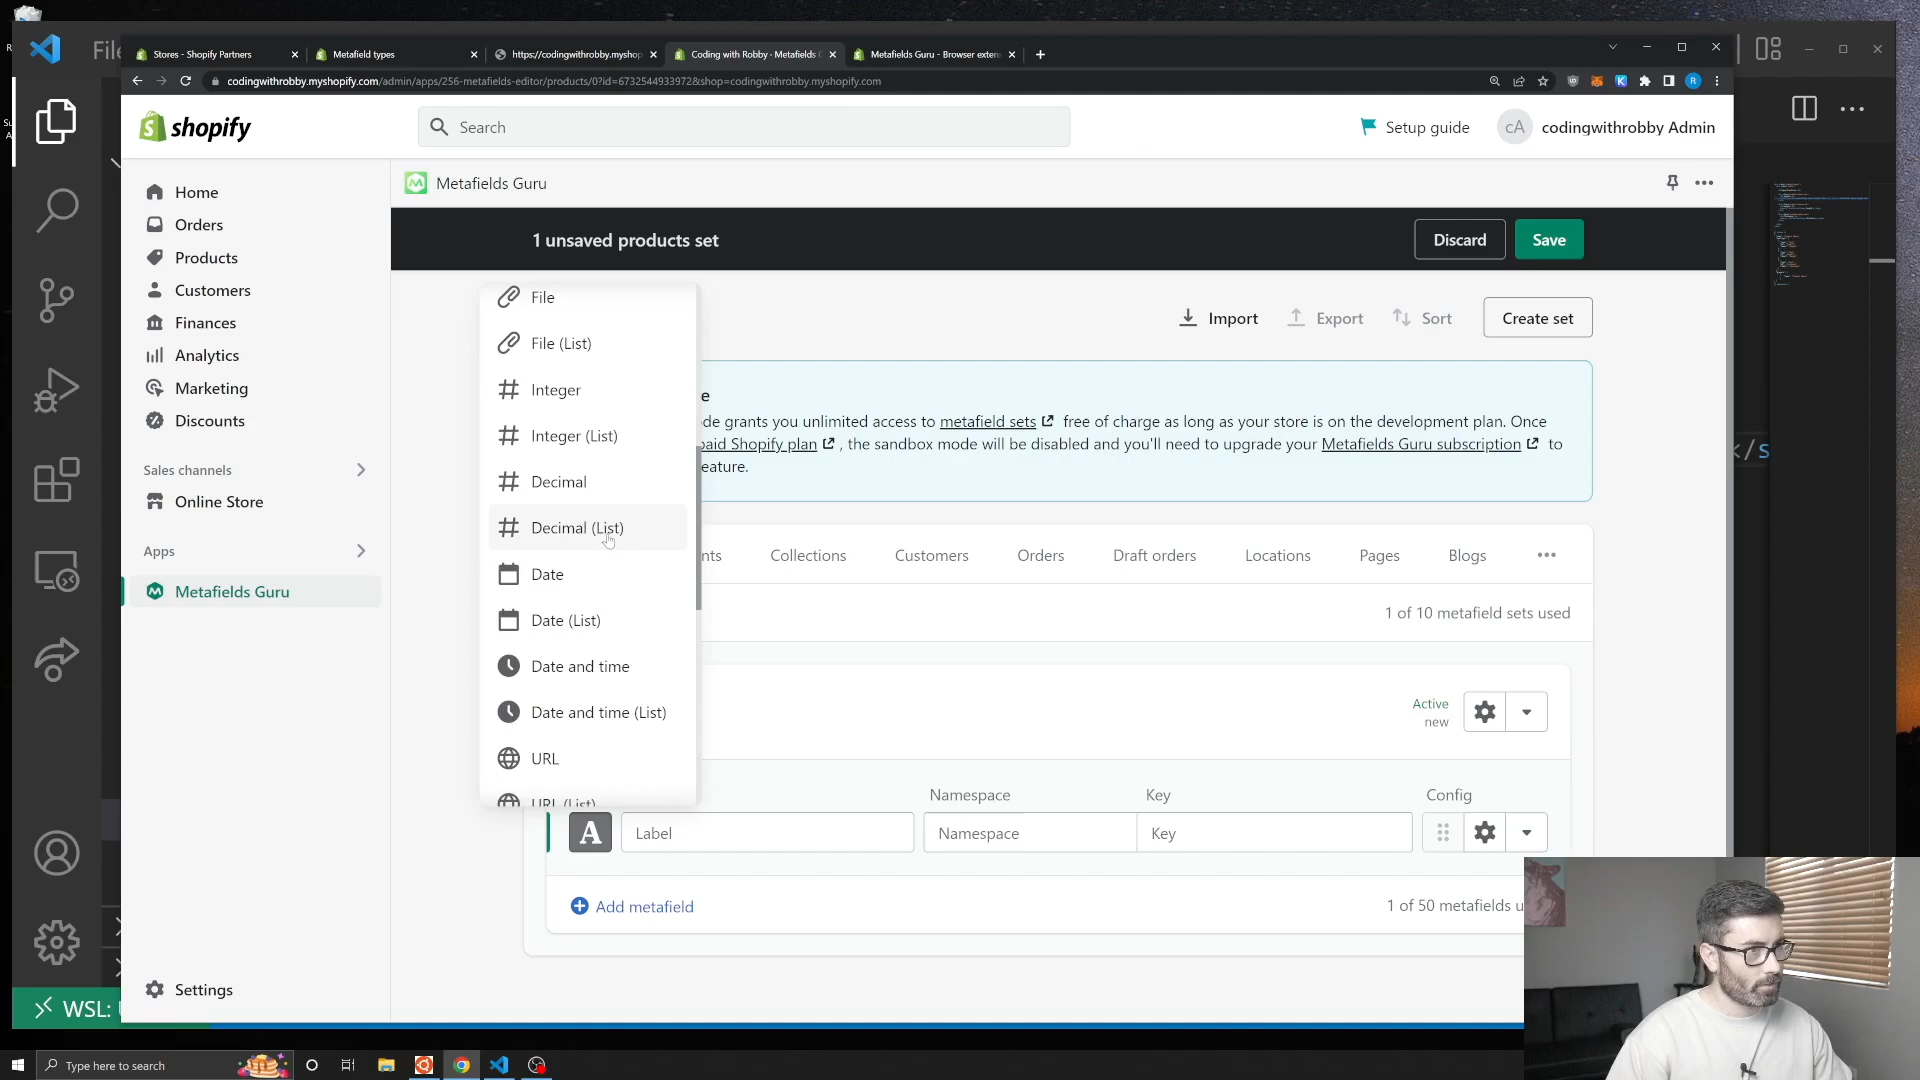 File
Stores - Shopify Partners
Metafield types
https://codingwithrobby.myshop
Coding with Robby - Metafields
Metafields Guru - Browser exten
codingwithrobby.myshopify.com/admin/apps/256-metafields-editor/products/0?id=6732544933972&shop=codingwithrobby.myshopify.com
shopify
Search
Setup guide
cA
codingwithrobby Admin
Metafields Guru
Home
Orders
Products
Customers
Finances
Analytics
Marketing
Discounts
Sales channels
Online Store
Apps
Metafields Guru
Settings
1 unsaved products set
Discard
Save
Import
Export
Sort
Create set
File
File (List)
Integer
Integer (List)
Decimal
Decimal (List)
Date
Date (List)
Date and time
Date and time (List)
URL
URL (List)
e
de grants you unlimited access to metafield sets free of charge as long as your store is on the development plan. Once
paid Shopify plan , the sandbox mode will be disabled and you'll need to upgrade your Metafields Guru subscription to
eature.
nts
Collections
Customers
Orders
Draft orders
Locations
Pages
Blogs
1 of 10 metafield sets used
Active
new
Namespace
Key
Config
A
Label
Namespace
Key
Add metafield
1 of 50 metafields u
</s
WSL:
Type here to search